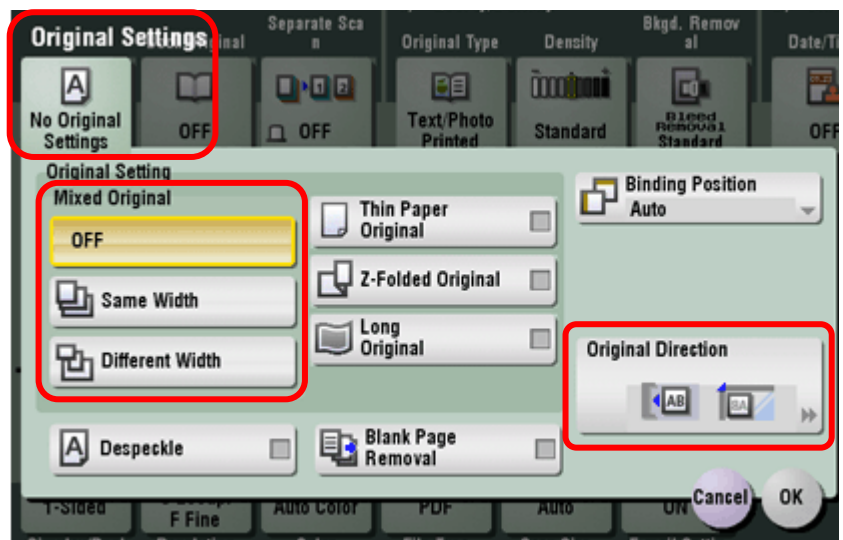 Original Settings
Separate Sca
n
Original Type
Density
Bkgd. Remov
al
Date/Ti
No Original
Settings
OFF
OFF
Text/Photo
Printed
Standard
Bleed
Removal
Standard
OFF
Original Setting
Mixed Original
OFF
Same Width
Different Width
Thin Paper
Original
Z-Folded Original
Long
Original
Binding Position
Auto
Original Direction
AB
Despeckle
Blank Page
Removal
Cancel
OK
1-Sided
F Fine
Auto Color
PDF
Auto
ON